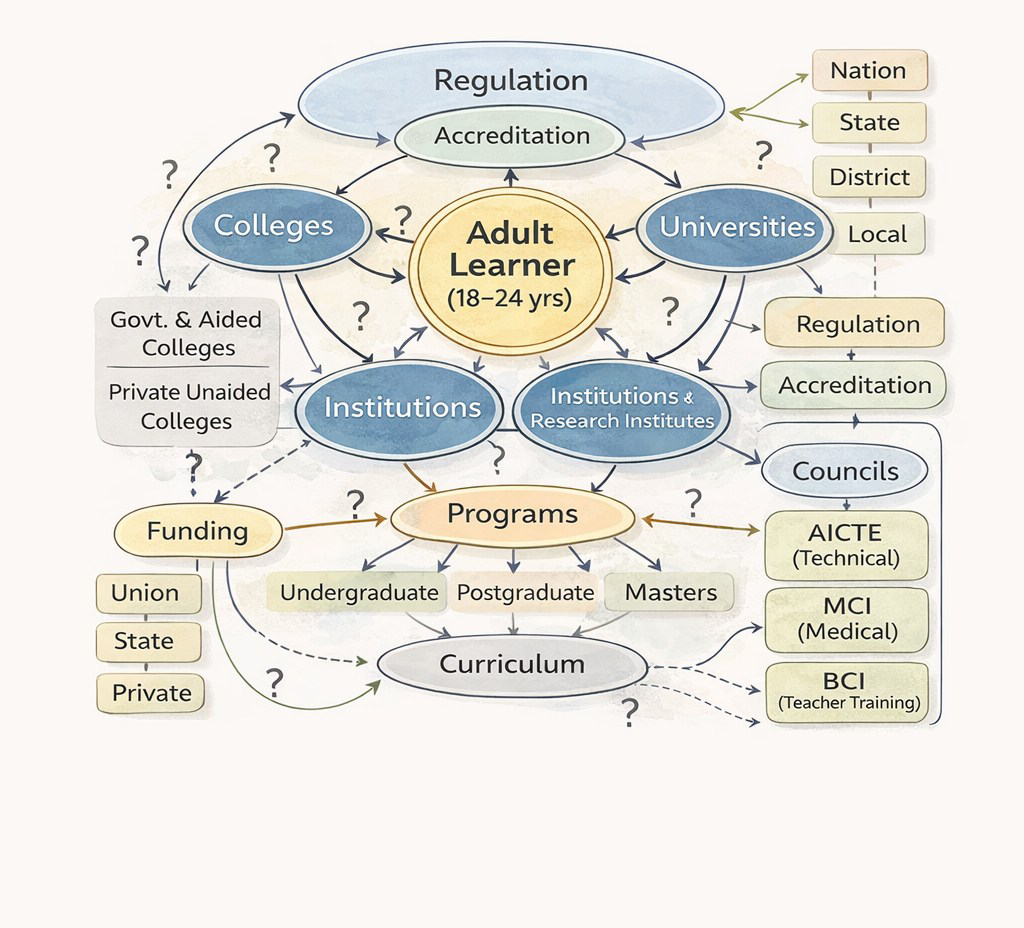 Regulation
Accreditation
Nation
State
District
Local
?
?
?
?
?
Colleges
Adult
Learner
(18–24 yrs)
Universities
Govt. & Aided
Colleges
Private Unaided
Colleges
?
?
Regulation
Accreditation
Institutions
Institutions &
Research Institutes
?
?
Councils
Funding
?
Programs
?
AICTE
(Technical)
Union
State
Private
Undergraduate
Postgraduate
Masters
MCI
(Medical)
Curriculum
BCI
(Teacher Training)
?
?